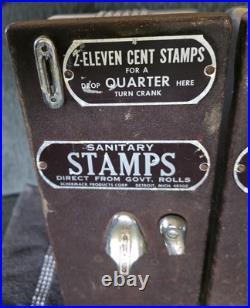 2-ELEVEN CENT STAMPS
FOR A
DROP QUARTER HERE
TURN CRANK
SANITARY
STAMPS
DIRECT FROM GOVT. ROLLS
SCHERMACK PRODUCTS CORP. DETROIT, MICH. 48202